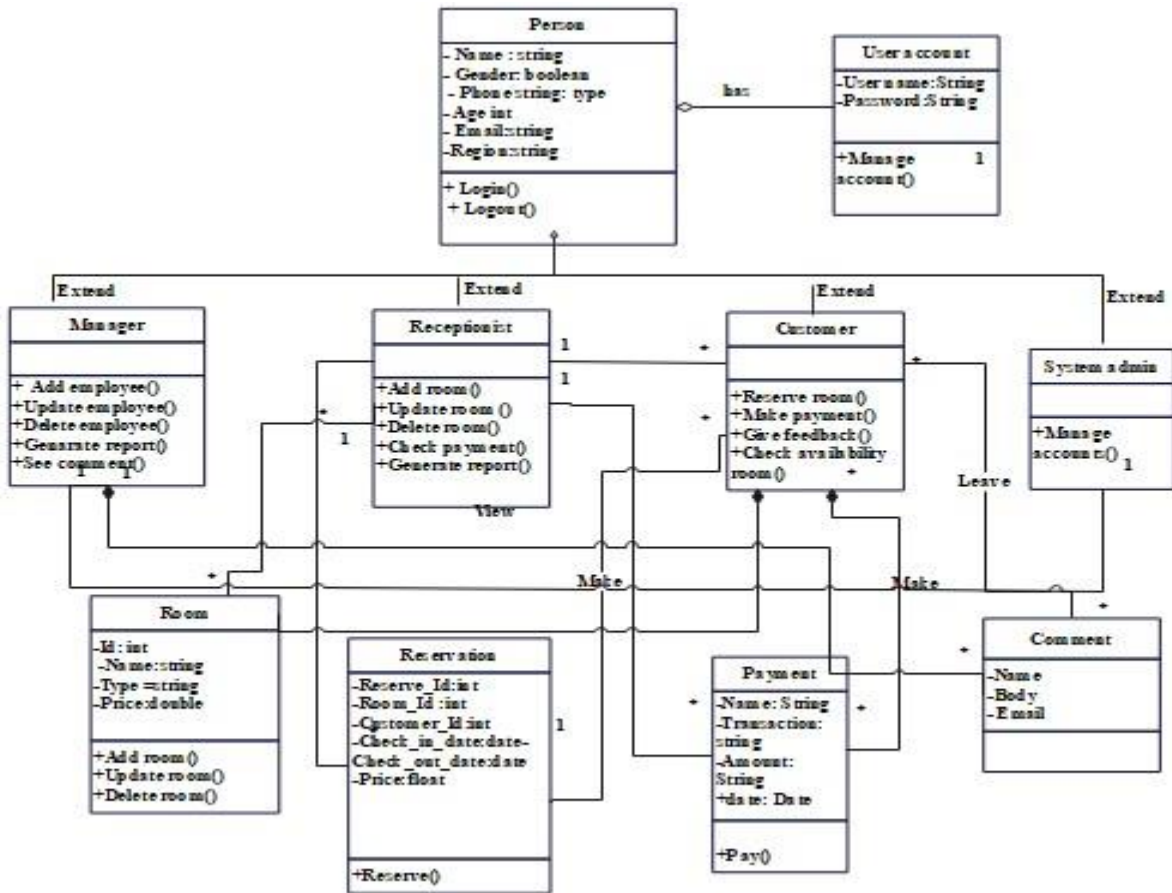 Person
- Name : string
- Gender: boolean
- Phone string: type
- Age int
- Email:string
-Region:string
+ Login()
+ Logout()
has
User account
-User name:String
-Password:String
+Manage 1
account()
Extend
Extend
Extend
Extend
Manager
+ Add employee()
+Update employee()
+Delete employee()
+Genarate report()
+See comment()
1
1
Receptionist
+Add room()
+Update room ()
+Delete room()
+Check payment()
+Generate report()
1
1
*
1
View
Customer
+Reserve room()
+Make payment()
+Give feedback()
+Check availability
room()
*
*
*
*
System admin
+Manage
accounts()
1
Leave
Make
Make
*
Room
-Id : int
-Name:string
-Type =string
-Price:double
+Add room()
+Update room()
+Delete room()
Reservation
-Reserve_Id:int
-Room_Id :int
-Customer_Id:int
-Check_in_date:date-
Check_out_date:date
-Price:float
+Reserve()
1
*
Payment
-Name: String
-Transaction:
string
-Amount:
String
+date: Date
+Pay()
*
*
*
Comment
-Name
-Body
-Email